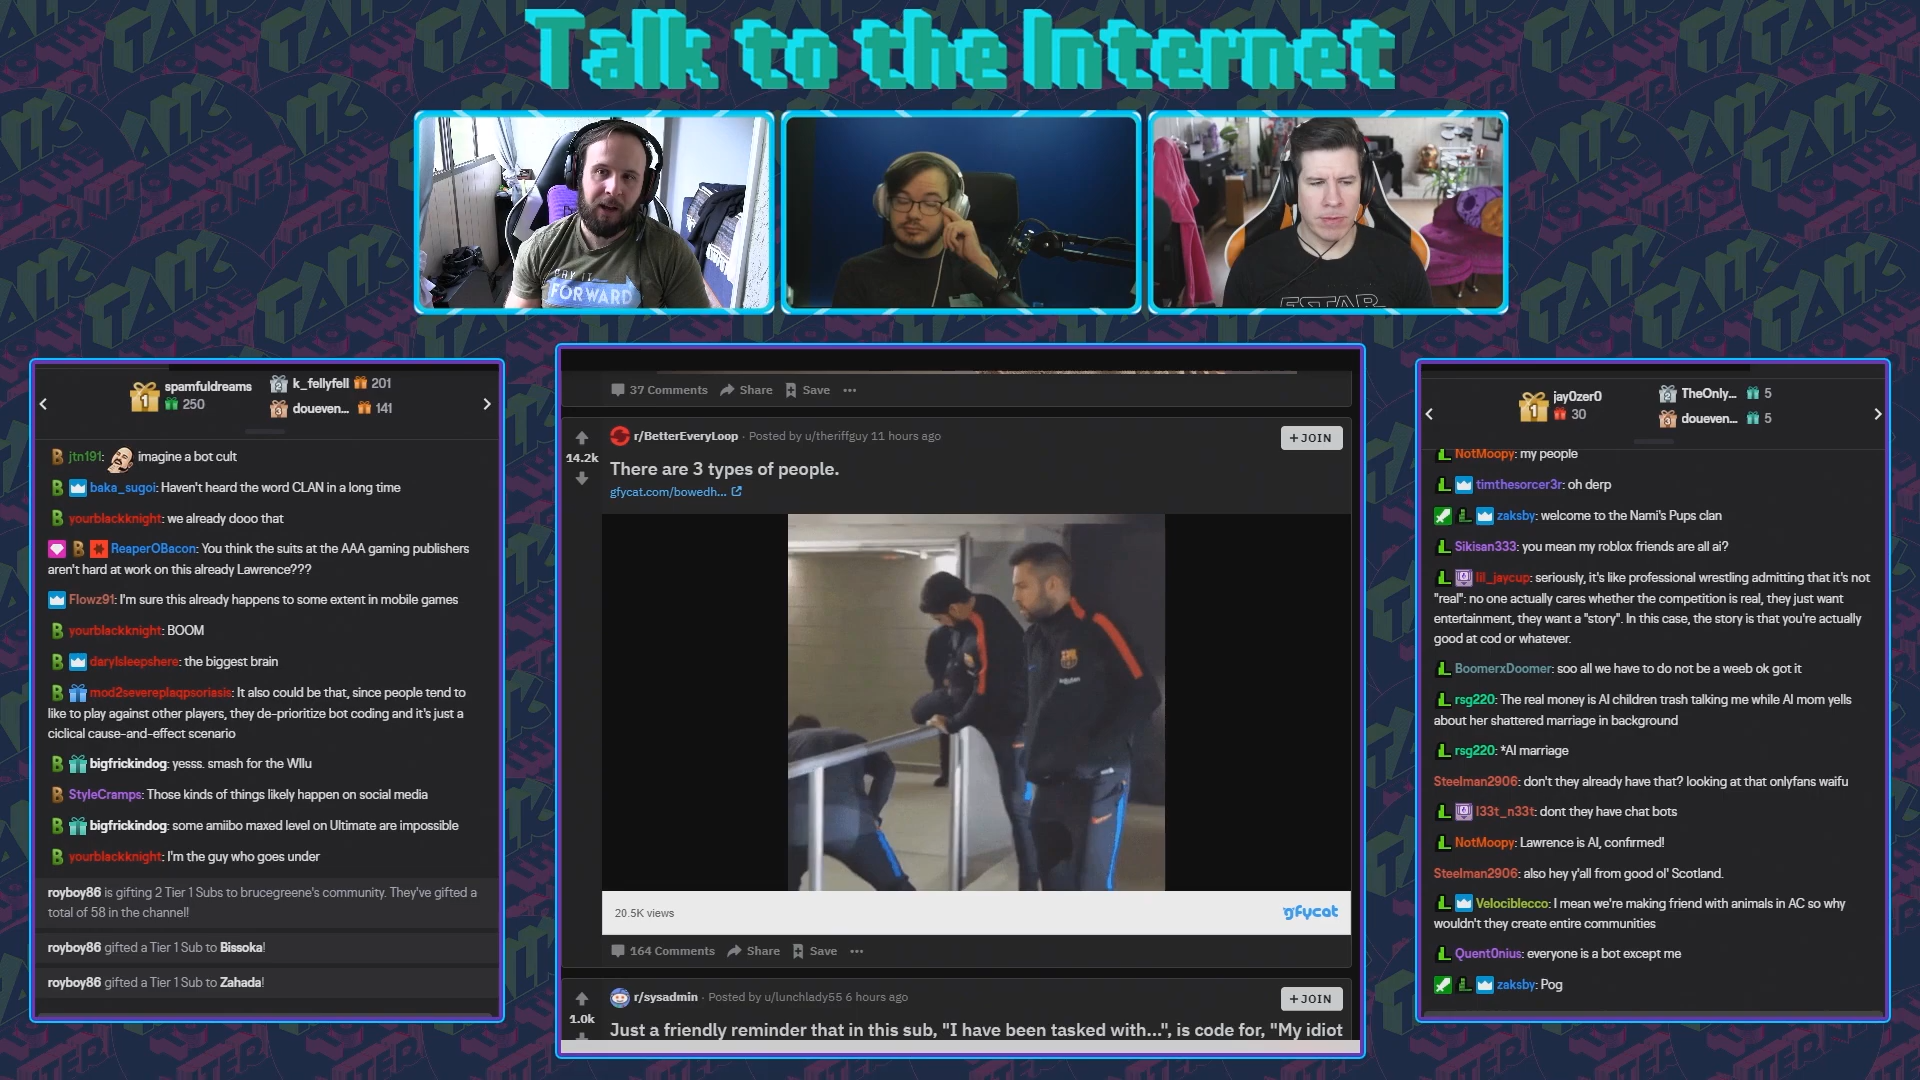 Talk to the Internet
PAY IT
FORWARD
spamfuldreams
250
k_fellyfell 201
doueven... 141
jtn191: imagine a bot cult
baka_sugoi: Haven't heard the word CLAN in a long time
yourblackknight: we already dooo that
ReaperOBacon: You think the suits at the AAA gaming publishers
aren't hard at work on this already Lawrence???
Flowz91: I'm sure this already happens to some extent in mobile games
yourblackknight: BOOM
darylsleepshere: the biggest brain
mod2severeplaqpsoriasis: It also could be that, since people tend to
like to play against other players, they de-prioritize bot coding and it's just a
ciclical cause-and-effect scenario
bigfrickindog: yesss. smash for the WIIu
StyleCramps: Those kinds of things likely happen on social media
bigfrickindog: some amiibo maxed level on Ultimate are impossible
yourblackknight: I'm the guy who goes under
royboy86 is gifting 2 Tier 1 Subs to brucegreene's community. They've gifted a
total of 58 in the channel!
royboy86 gifted a Tier 1 Sub to Bissoka!
royboy86 gifted a Tier 1 Sub to Zahada!
37 Comments Share Save ...
14.2k
r/BetterEveryLoop · Posted by u/theriffguy 11 hours ago
+ JOIN
There are 3 types of people.
gfycat.com/bowedh...
20.5K views
gfycat
164 Comments Share Save ...
1.0k
r/sysadmin · Posted by u/lunchlady55 6 hours ago
+ JOIN
Just a friendly reminder that in this sub, "I have been tasked with...", is code for, "My idiot
jay0zer0
30
TheOnly... 5
doueven... 5
NotMoopy: my people
timthesorcer3r: oh derp
zaksby: welcome to the Nami's Pups clan
Sikisan333: you mean my roblox friends are all ai?
lil_jaycup: seriously, it's like professional wrestling admitting that it's not
"real": no one actually cares whether the competition is real, they just want
entertainment, they want a "story". In this case, the story is that you're actually
good at cod or whatever.
BoomerxDoomer: soo all we have to do not be a weeb ok got it
rsg220: The real money is AI children trash talking me while AI mom yells
about her shattered marriage in background
rsg220: *AI marriage
Steelman2906: don't they already have that? looking at that onlyfans waifu
l33t_n33t: dont they have chat bots
NotMoopy: Lawrence is AI, confirmed!
Steelman2906: also hey y'all from good ol' Scotland.
Velociblecco: I mean we're making friend with animals in AC so why
wouldn't they create entire communities
Quent0nius: everyone is a bot except me
zaksby: Pog